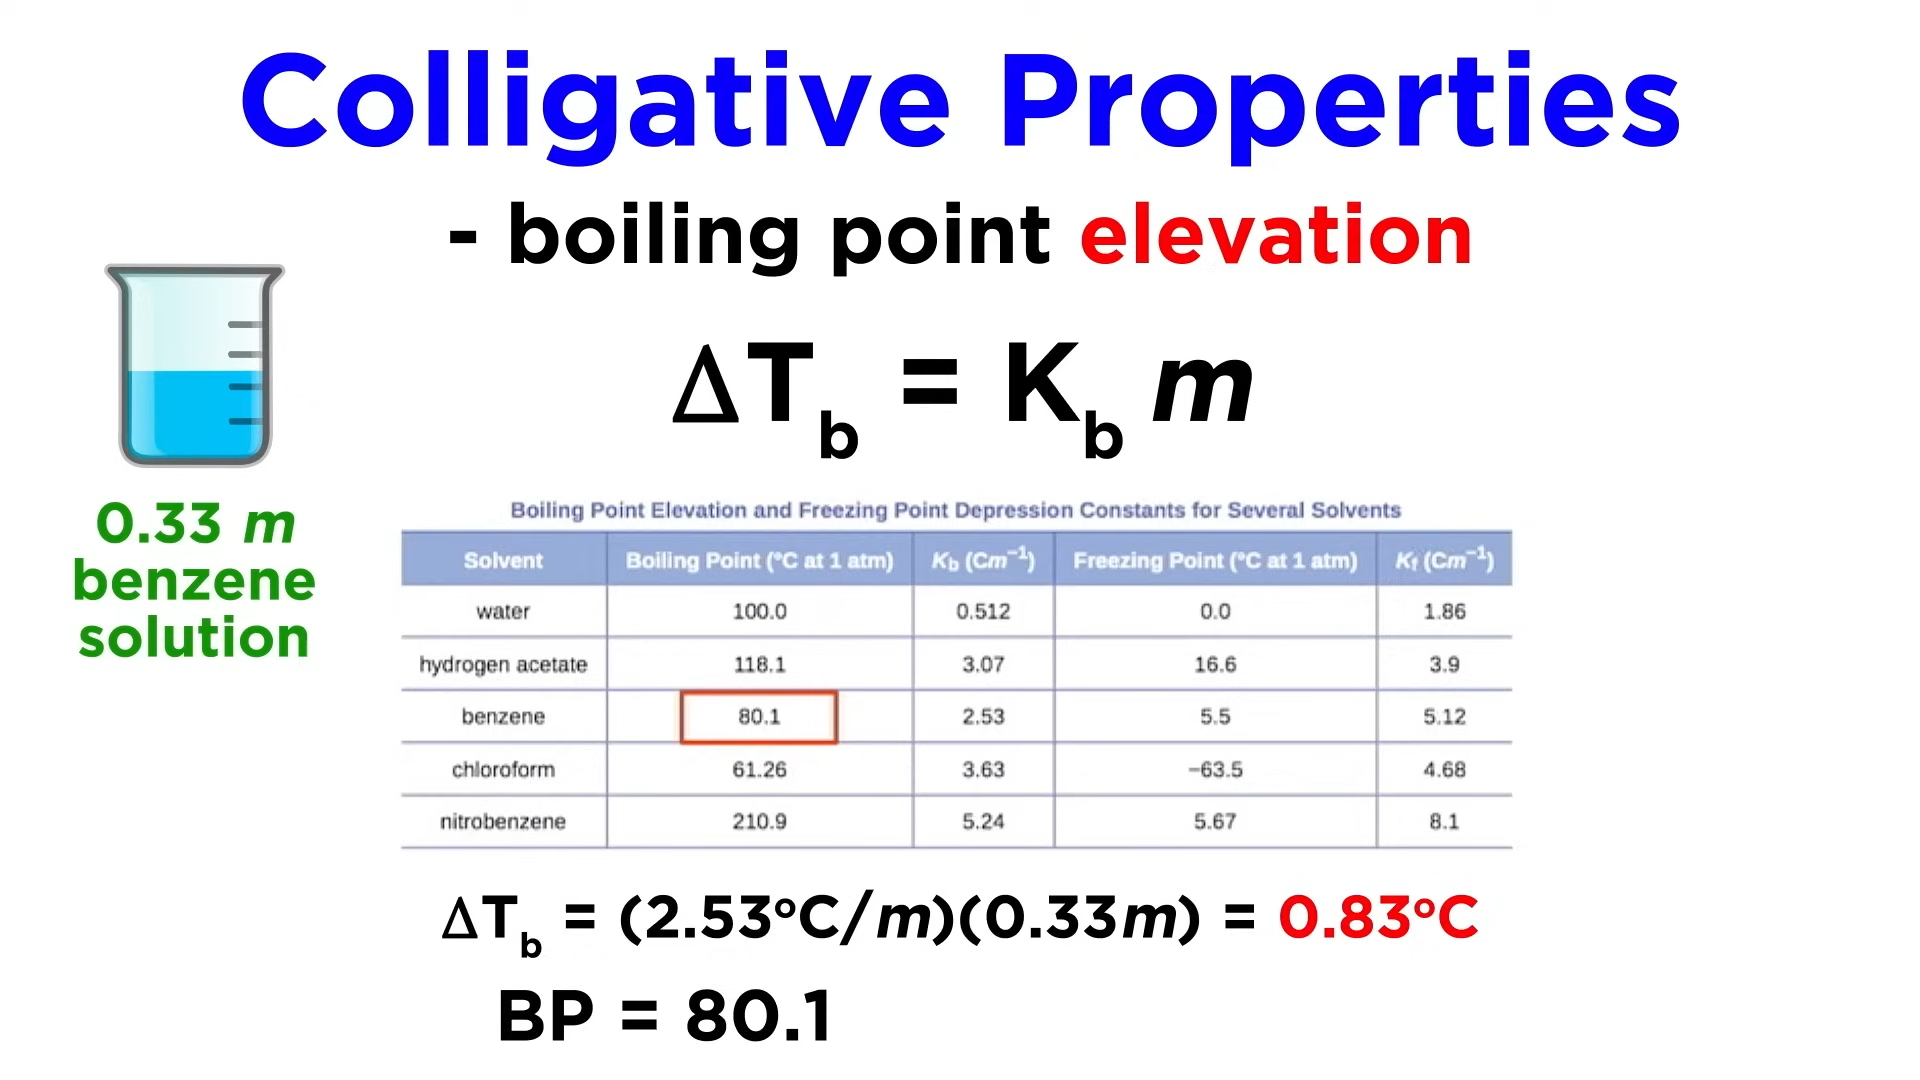 Colligative Properties
- boiling point elevation
ΔTb = Kb m
0.33 m
benzene
solution
Boiling Point Elevation and Freezing Point Depression Constants for Several Solvents
Solvent Boiling Point (°C at 1 atm) Kb (Cm⁻¹) Freezing Point (°C at 1 atm) Kf (Cm⁻¹)
water 100.0 0.512 0.0 1.86
hydrogen acetate 118.1 3.07 16.6 3.9
benzene 80.1 2.53 5.5 5.12
chloroform 61.26 3.63 −63.5 4.68
nitrobenzene 210.9 5.24 5.67 8.1
ΔTb = (2.53°C/m)(0.33m) = 0.83°C
BP = 80.1